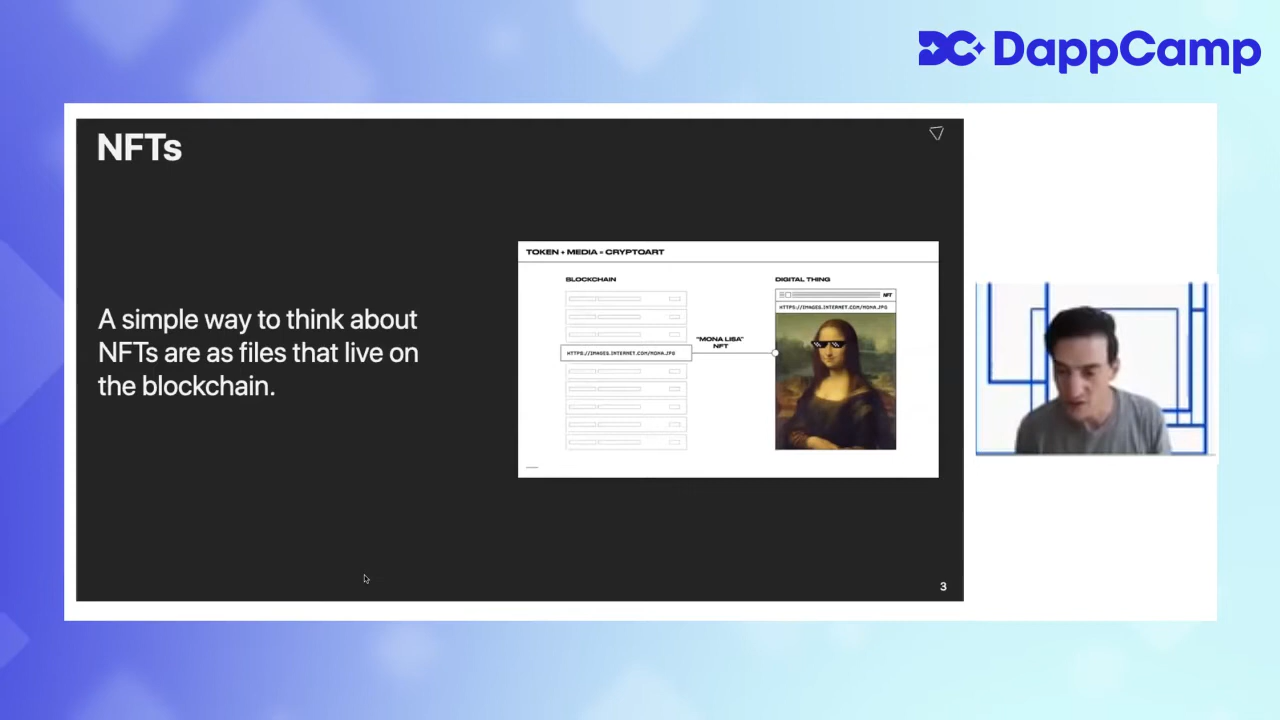 DappCamp
NFTs
A simple way to think about
NFTs are as files that live on
the blockchain.
TOKEN + MEDIA = CRYPTOART
BLOCKCHAIN
HTTPS://IMAGES.INTERNET.COM/MONA.JPG
"MONA LISA"
NFT
DIGITAL THING
NFT
HTTPS://IMAGES.INTERNET.COM/MONA.JPG
3